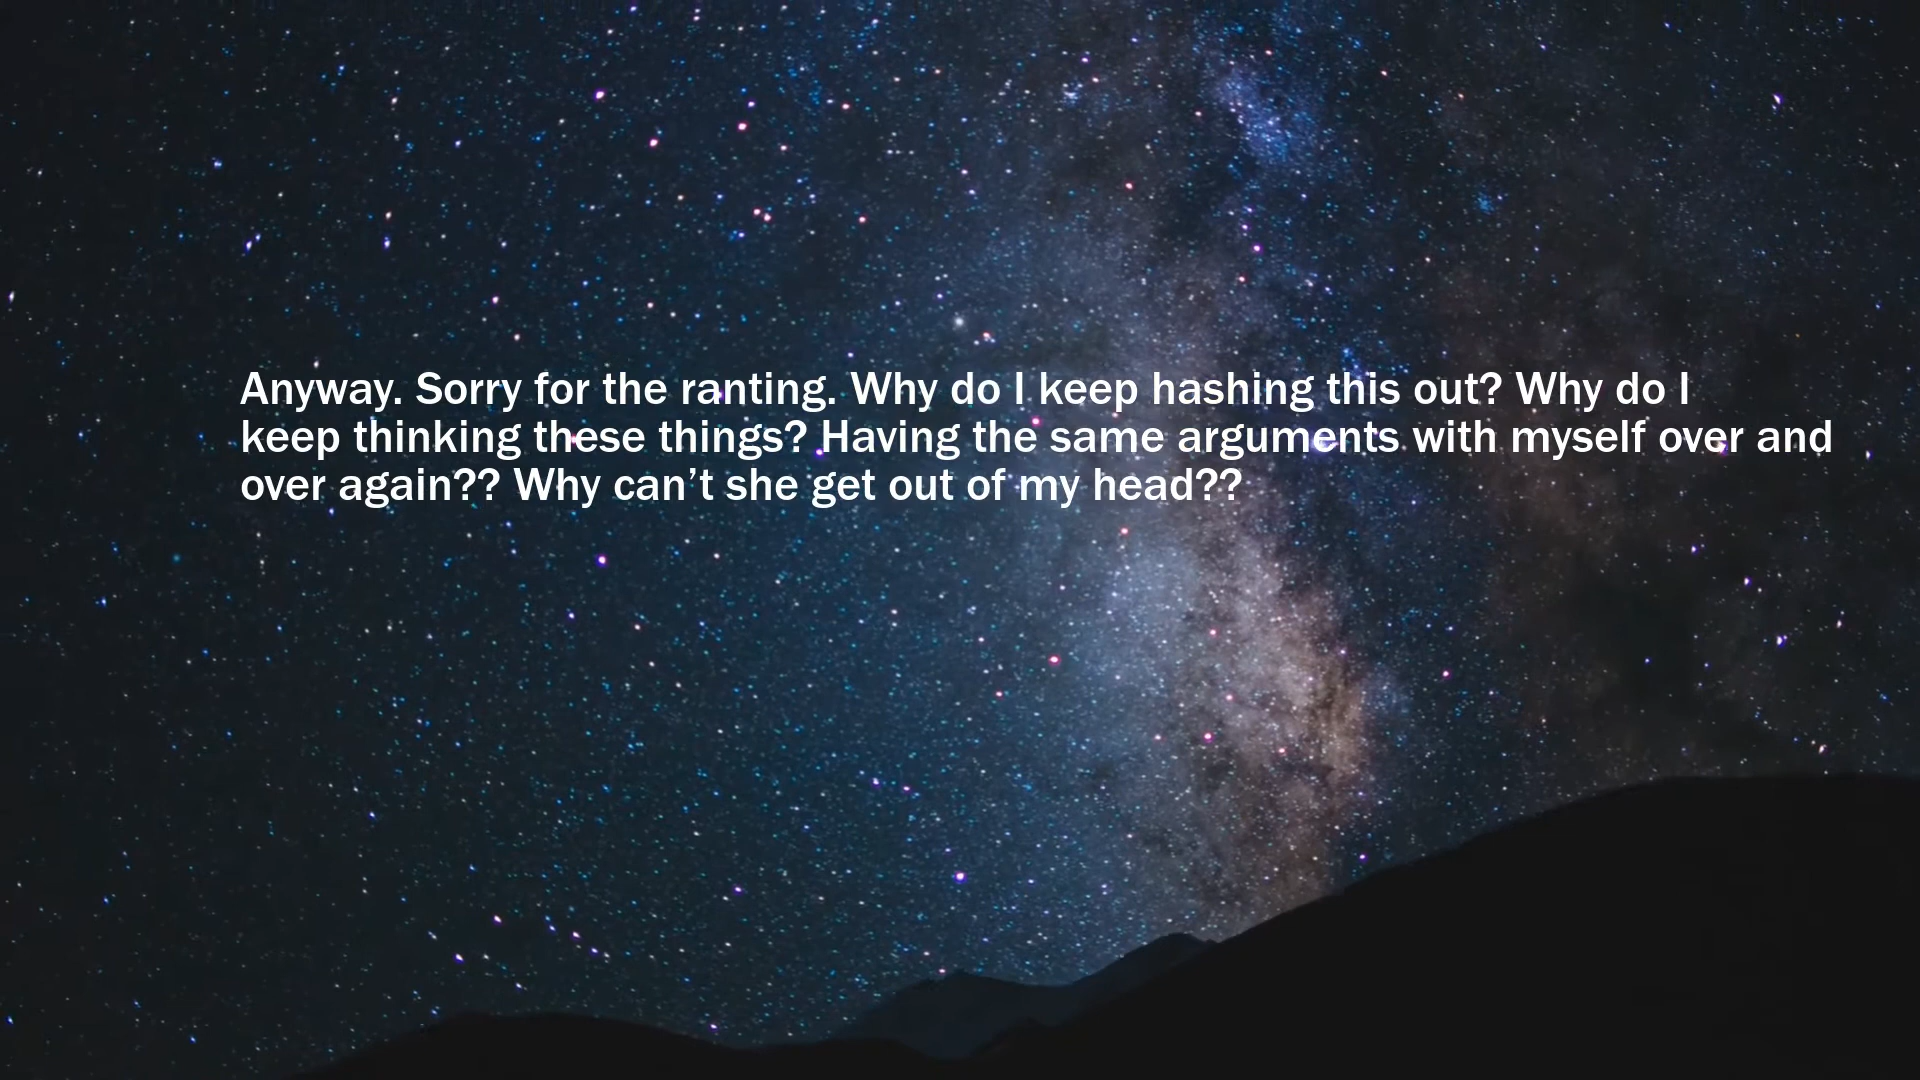 Anyway. Sorry for the ranting. Why do I keep hashing this out? Why do I
keep thinking these things? Having the same arguments with myself over and
over again?? Why can’t she get out of my head??